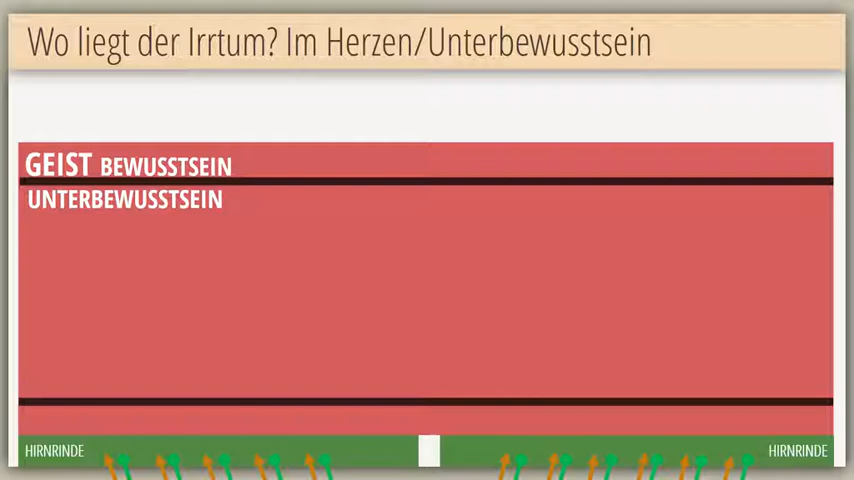 Wo liegt der Irrtum? Im Herzen/Unterbewusstsein
GEIST BEWUSSTSEIN
UNTERBEWUSSTSEIN
HIRNRINDE HIRNRINDE